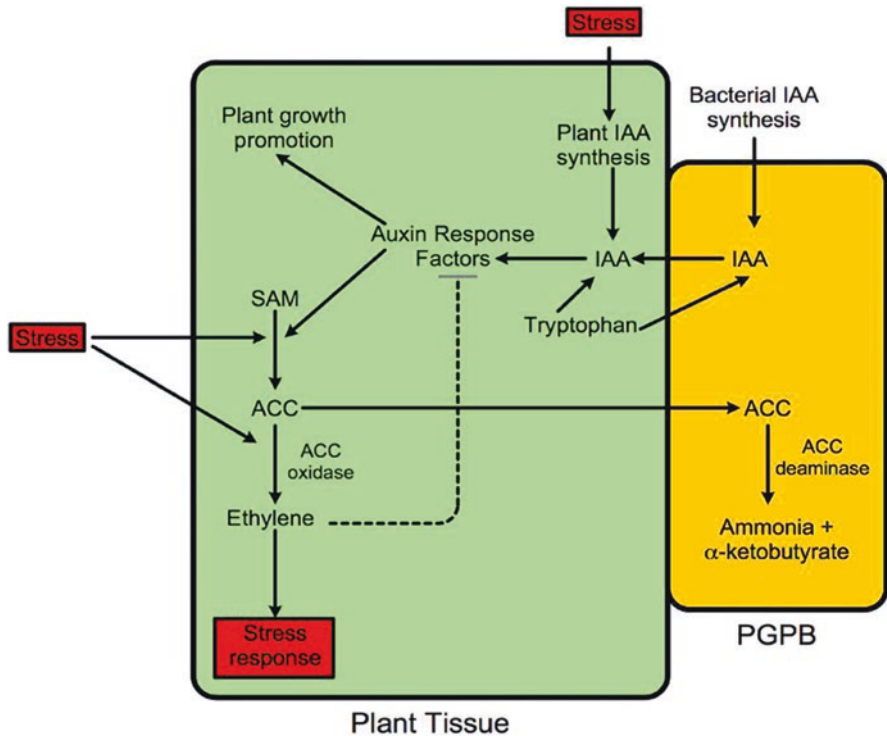 Stress
Plant growth
promotion
Plant IAA
synthesis
Bacterial IAA
synthesis
Auxin Response
Factors
IAA
IAA
SAM
Tryptophan
Stress
ACC
ACC
ACC
oxidase
ACC
deaminase
Ethylene
Ammonia +
α-ketobutyrate
Stress
response
PGPB
Plant Tissue